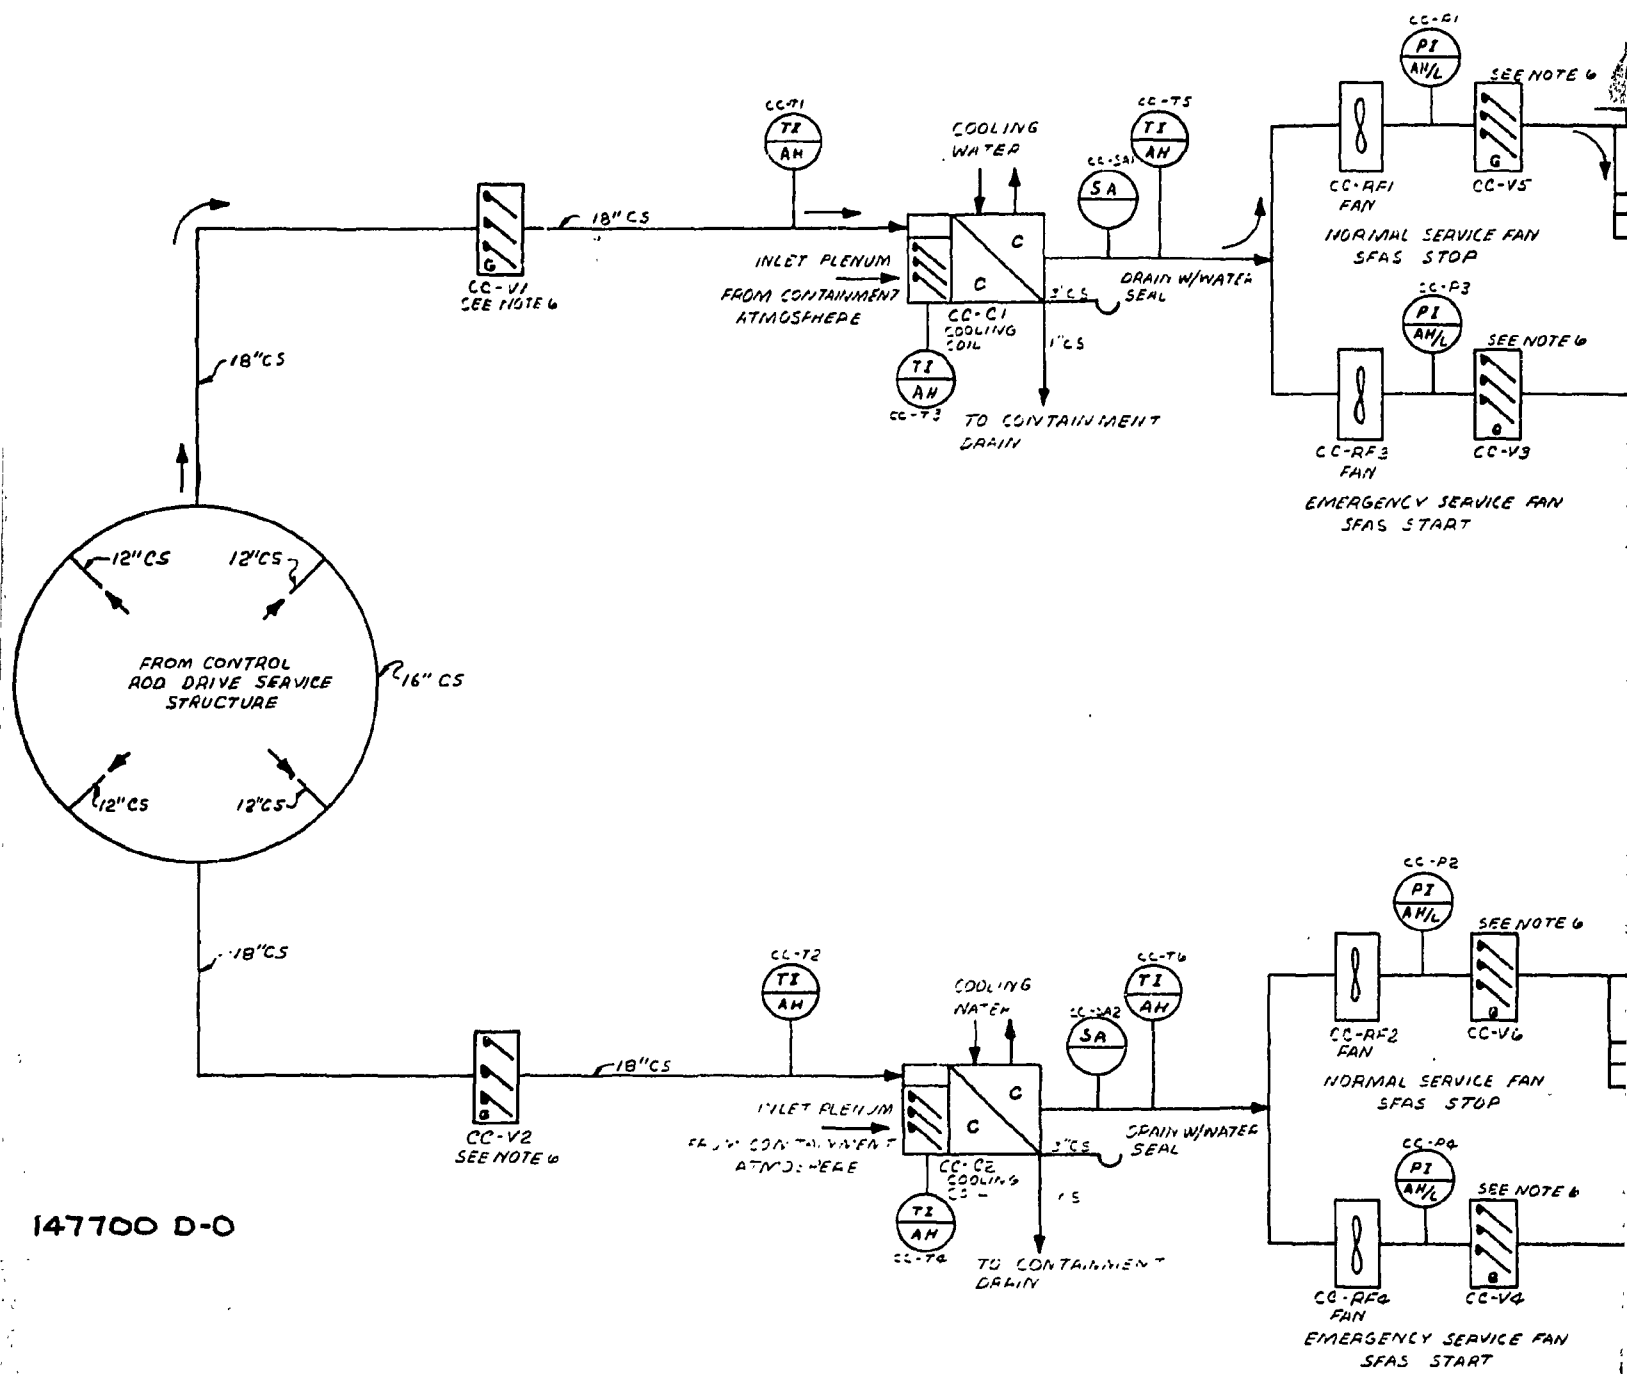 CC-P1
PI
AH/L
SEE NOTE 6
CC-RF1
FAN
CC-V5
G
NORMAL SERVICE FAN
SFAS STOP
CC-T1
TI
AH
COOLING
WATER
CC-SA1
SA
CC-T5
TI
AH
18"CS
G
CC-V1
SEE NOTE 6
INLET PLENUM
FROM CONTAINMENT
ATMOSPHERE
C
C
CC-C1
COOLING
COIL
3"CS
DRAIN W/WATER
SEAL
1"CS
TI
AH
CC-T3
TO CONTAINMENT
DRAIN
CC-P3
PI
AH/L
SEE NOTE 6
CC-RF3
FAN
G
CC-V3
EMERGENCY SERVICE FAN
SFAS START
18"CS
12"CS
12"CS
FROM CONTROL
ROD DRIVE SERVICE
STRUCTURE
16" CS
12"CS
12"CS
18"CS
CC-P2
PI
AH/L
SEE NOTE 6
CC-RF2
FAN
G
CC-V6
NORMAL SERVICE FAN
SFAS STOP
CC-T2
TI
AH
COOLING
WATER
CC-SA2
SA
CC-T6
TI
AH
18"CS
G
CC-V2
SEE NOTE 6
INLET PLENUM
FROM CONTAINMENT
ATMOSPHERE
C
C
CC-C2
COOLING
3"CS
DRAIN W/WATER
SEAL
TI
AH
CC-T4
TO CONTAINMENT
DRAIN
CC-P4
PI
AH/L
SEE NOTE 6
CC-RF4
FAN
G
CC-V4
EMERGENCY SERVICE FAN
SFAS START
147700 D-0